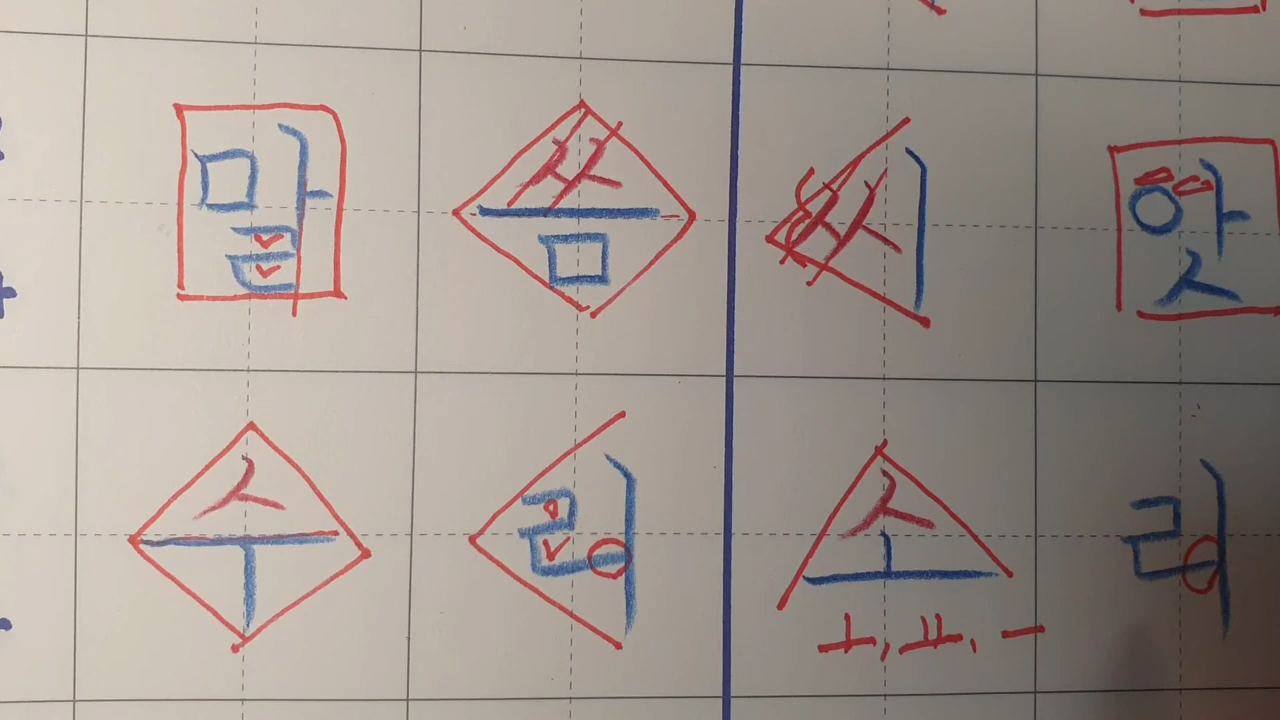 말 씀 씨 앗
수 리 소 리
ㅗ, ㅛ, ㅡ